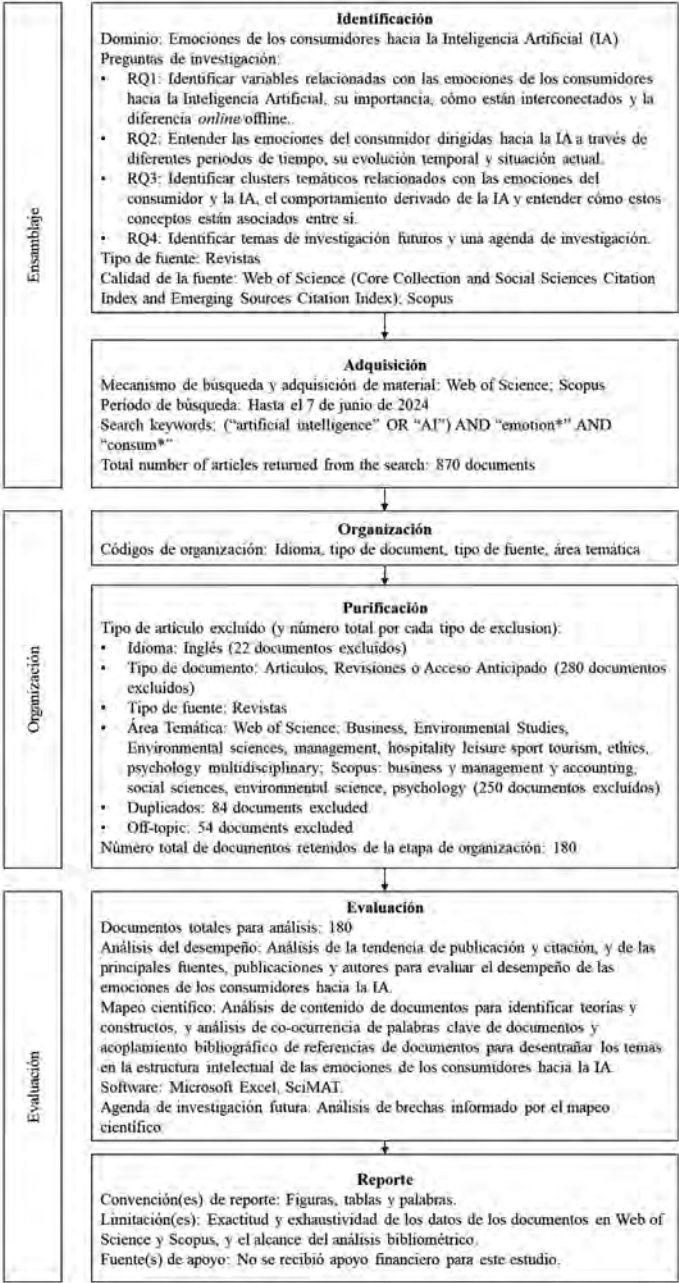 Ensamblaje
Identificación
Dominio: Emociones de los consumidores hacia la Inteligencia Artificial (IA)
Preguntas de investigación:
• RQ1: Identificar variables relacionadas con las emociones de los consumidores
hacia la Inteligencia Artificial, su importancia, cómo están interconectados y la
diferencia online/offline.
• RQ2: Entender las emociones del consumidor dirigidas hacia la IA a través de
diferentes periodos de tiempo, su evolución temporal y situación actual.
• RQ3: Identificar clusters temáticos relacionados con las emociones del
consumidor y la IA, el comportamiento derivado de la IA y entender cómo estos
conceptos están asociados entre sí.
• RQ4: Identificar temas de investigación futuros y una agenda de investigación.
Tipo de fuente: Revistas
Calidad de la fuente: Web of Science (Core Collection and Social Sciences Citation
Index and Emerging Sources Citation Index); Scopus
Adquisición
Mecanismo de búsqueda y adquisición de material: Web of Science; Scopus
Período de búsqueda: Hasta el 7 de junio de 2024
Search keywords: (“artificial intelligence” OR “AI”) AND “emotion*” AND
“consum*”
Total number of articles returned from the search: 870 documents
Organización
Organización
Códigos de organización: Idioma, tipo de document, tipo de fuente, área temática
Purificación
Tipo de artículo excluido (y número total por cada tipo de exclusion):
• Idioma: Inglés (22 documentos excluidos)
• Tipo de documento: Artículos, Revisiones o Acceso Anticipado (280 documentos
excluidos)
• Tipo de fuente: Revistas
• Área Temática: Web of Science: Business, Environmental Studies,
Environmental sciences, management, hospitality leisure sport tourism, ethics,
psychology multidisciplinary; Scopus: business y management y accounting,
social sciences, environmental science, psychology (250 documentos excluidos)
• Duplicados: 84 documents excluded
• Off-topic: 54 documents excluded
Número total de documentos retenidos de la etapa de organización: 180
Evaluación
Evaluación
Documentos totales para análisis: 180
Análisis del desempeño: Análisis de la tendencia de publicación y citación, y de las
principales fuentes, publicaciones y autores para evaluar el desempeño de las
emociones de los consumidores hacia la IA.
Mapeo científico: Análisis de contenido de documentos para identificar teorías y
constructos, y análisis de co-ocurrencia de palabras clave de documentos y
acoplamiento bibliográfico de referencias de documentos para desentrañar los temas
en la estructura intelectual de las emociones de los consumidores hacia la IA.
Software: Microsoft Excel, SciMAT.
Agenda de investigación futura: Análisis de brechas informado por el mapeo
científico
Reporte
Convención(es) de reporte: Figuras, tablas y palabras.
Limitación(es): Exactitud y exhaustividad de los datos de los documentos en Web of
Science y Scopus, y el alcance del análisis bibliométrico.
Fuente(s) de apoyo: No se recibió apoyo financiero para este estudio.